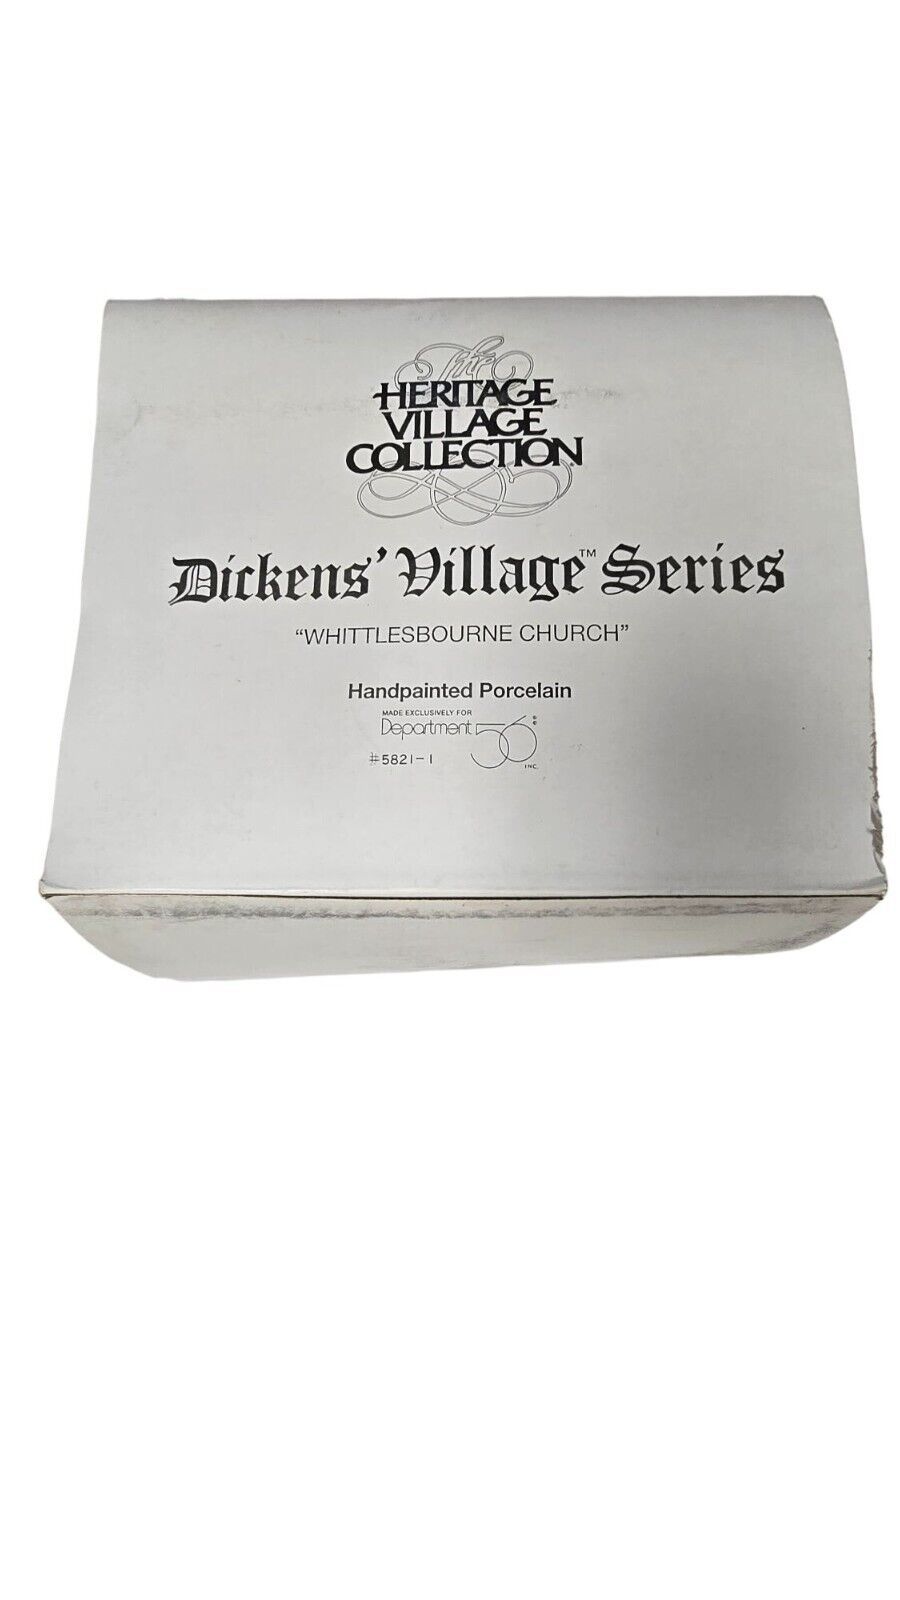 The
HERITAGE
VILLAGE
COLLECTION
Dickens' Village™ Series
"WHITTLESBOURNE CHURCH"
Handpainted Porcelain
MADE EXCLUSIVELY FOR
Department 56®©
#5821-1 INC.